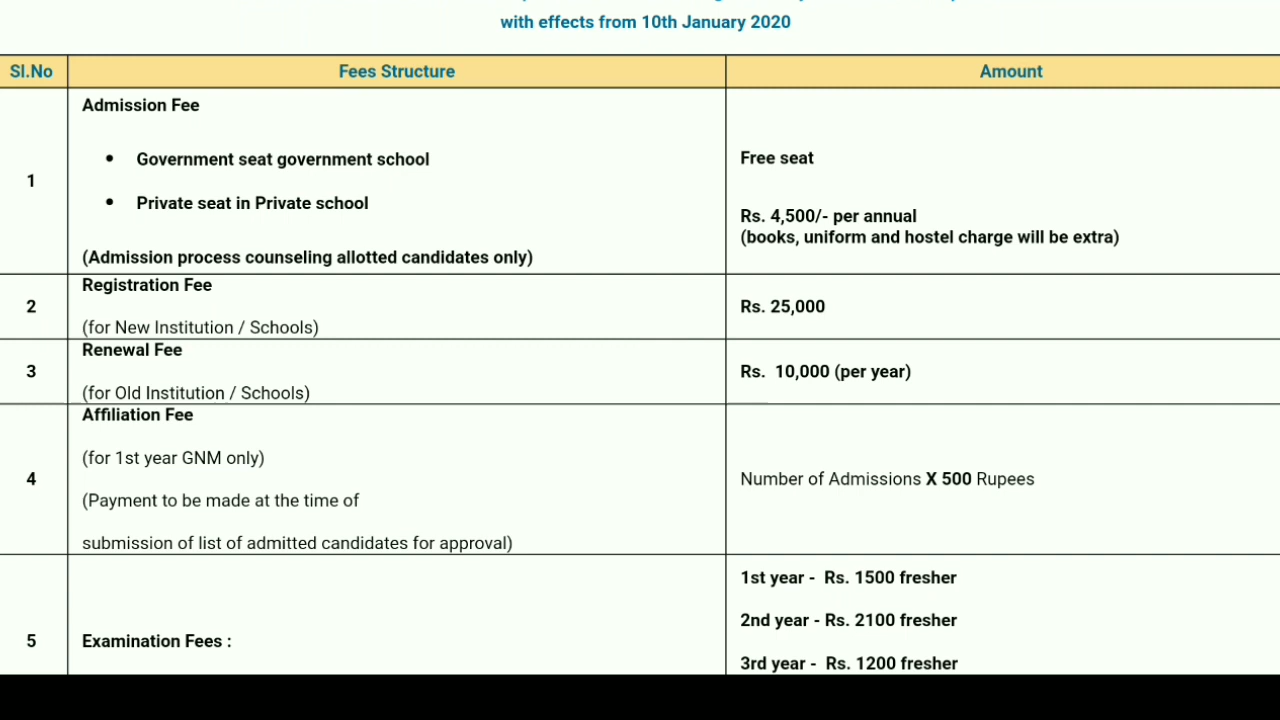 with effects from 10th January 2020
Sl.No Fees Structure Amount
1
Admission Fee
• Government seat government school
• Private seat in Private school
(Admission process counseling allotted candidates only)
Free seat
Rs. 4,500/- per annual
(books, uniform and hostel charge will be extra)
2
Registration Fee
(for New Institution / Schools)
Rs. 25,000
3
Renewal Fee
(for Old Institution / Schools)
Rs. 10,000 (per year)
4
Affiliation Fee
(for 1st year GNM only)
(Payment to be made at the time of
submission of list of admitted candidates for approval)
Number of Admissions X 500 Rupees
5
Examination Fees :
1st year - Rs. 1500 fresher
2nd year - Rs. 2100 fresher
3rd year - Rs. 1200 fresher